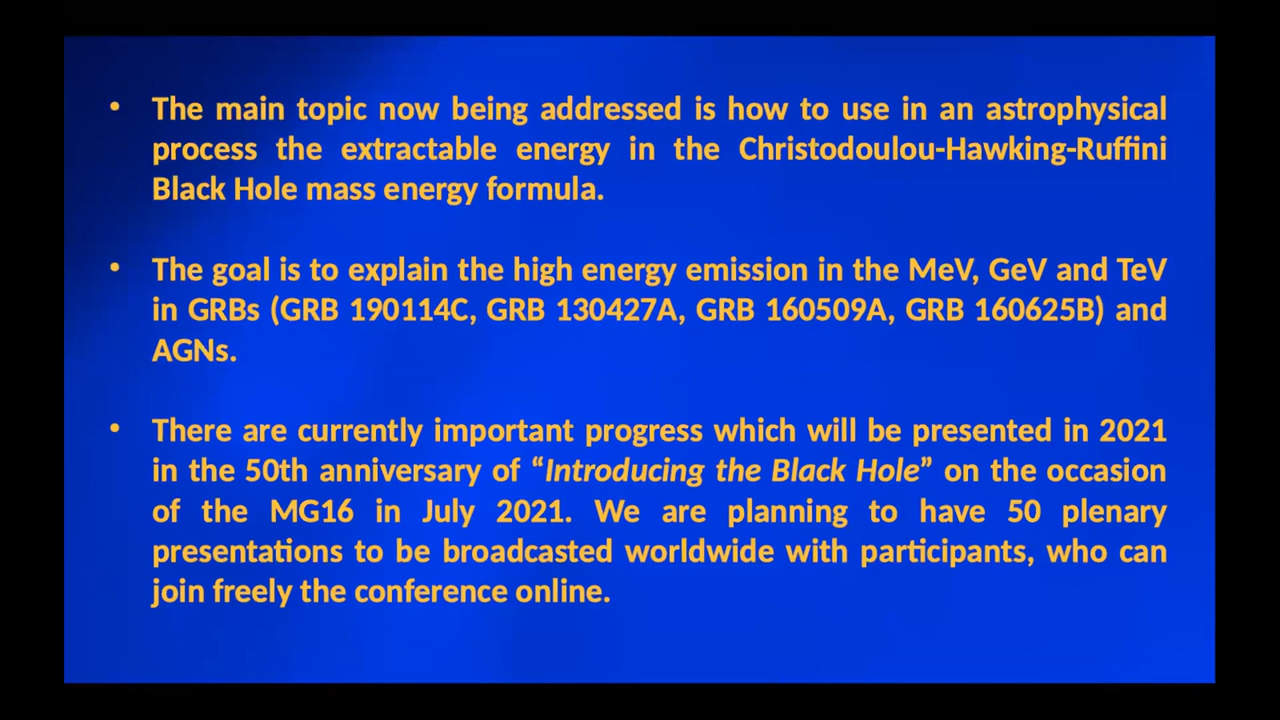 • The main topic now being addressed is how to use in an astrophysical
process the extractable energy in the Christodoulou-Hawking-Ruffini
Black Hole mass energy formula.
• The goal is to explain the high energy emission in the MeV, GeV and TeV
in GRBs (GRB 190114C, GRB 130427A, GRB 160509A, GRB 160625B) and
AGNs.
• There are currently important progress which will be presented in 2021
in the 50th anniversary of “Introducing the Black Hole” on the occasion
of the MG16 in July 2021. We are planning to have 50 plenary
presentations to be broadcasted worldwide with participants, who can
join freely the conference online.